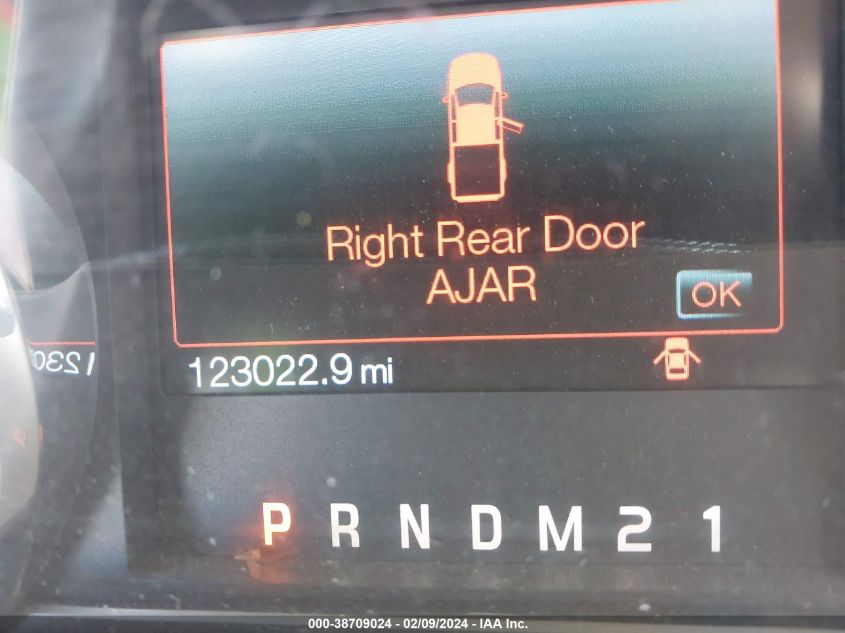 Right Rear Door
AJAR
OK
123022.9 mi
P R N D M 2 1
000-38709024 - 02/09/2024 - IAA Inc.